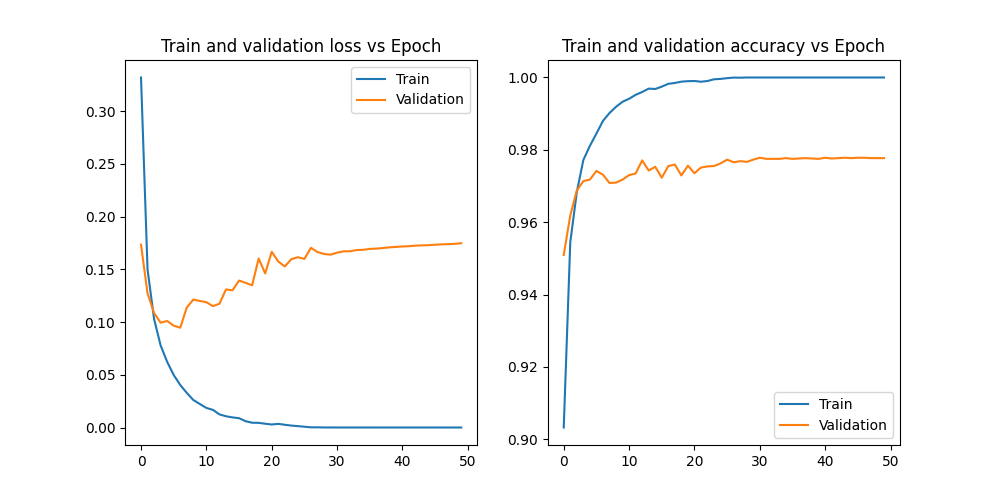 Train and validation loss vs Epoch
Train
Validation
0.30
0.25
0.20
0.15
0.10
0.05
0.00
0 10 20 30 40 50
Train and validation accuracy vs Epoch
1.00
0.98
0.96
0.94
0.92
0.90
Train
Validation
0 10 20 30 40 50